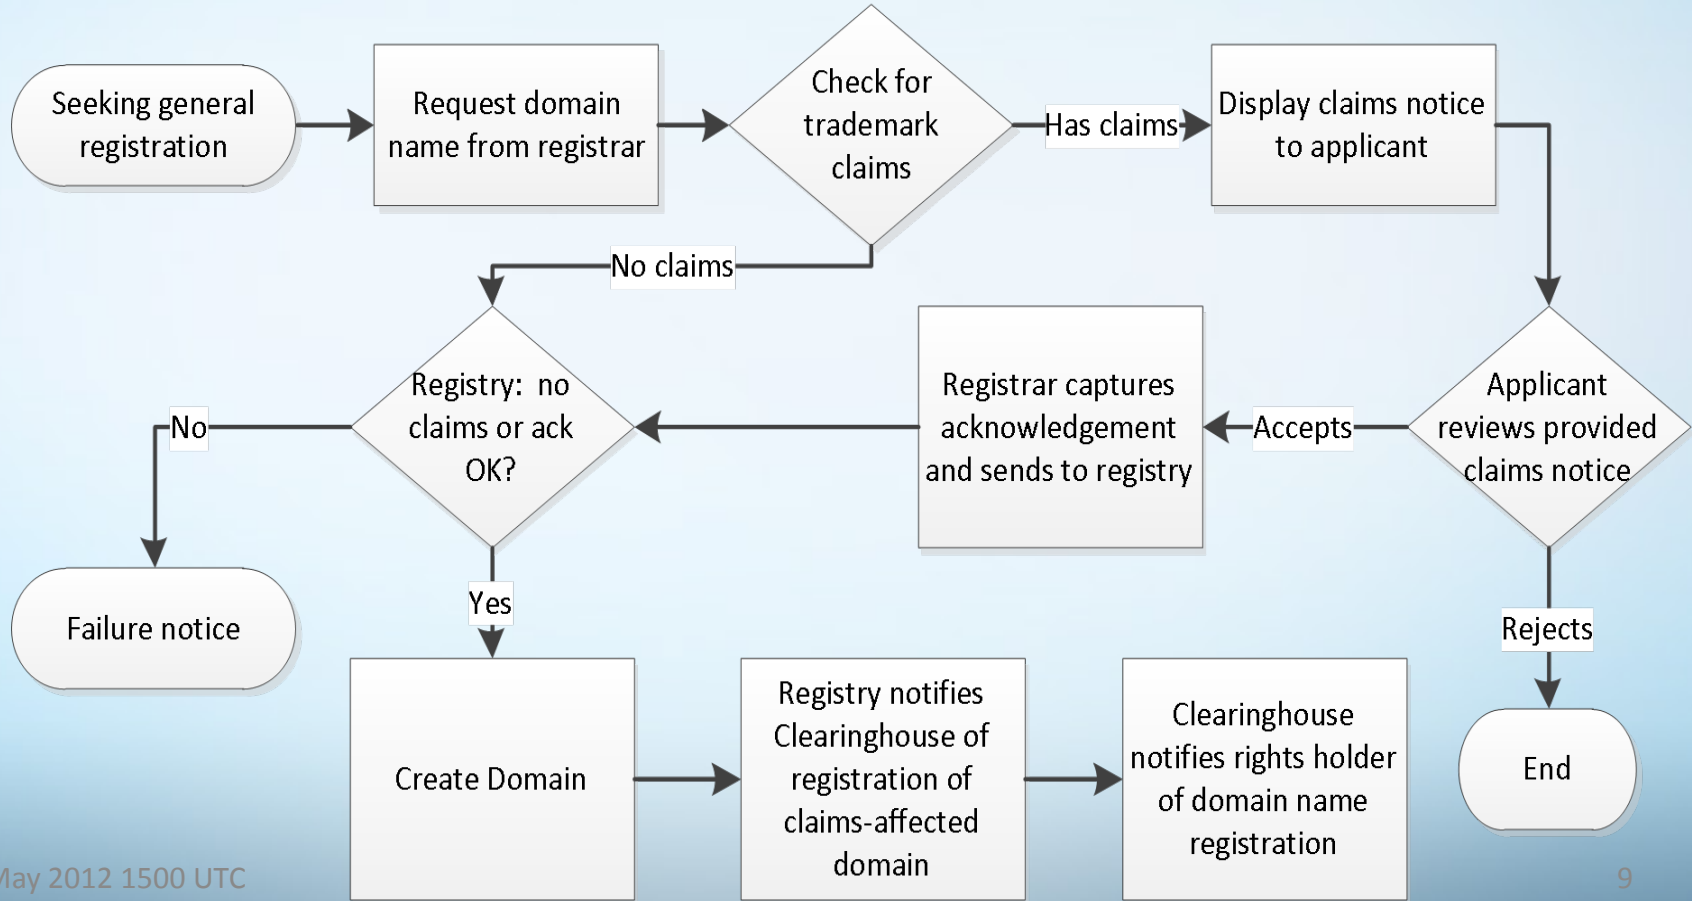 Seeking general
registration
Request domain
name from registrar
Check for
trademark
claims
Has claims
Display claims notice
to applicant
No claims
Registry:  no
claims or ack
OK?
Registrar captures
acknowledgement
and sends to registry
Accepts
Applicant
reviews provided
claims notice
No
Failure notice
Yes
Rejects
Create Domain
Registry notifies
Clearinghouse of
registration of
claims-affected
domain
Clearinghouse
notifies rights holder
of domain name
registration
End
May 2012 1500 UTC
9